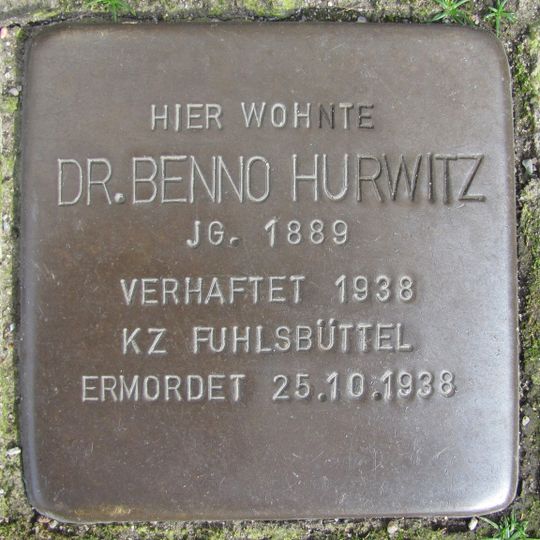 HIER WOHNTE
DR. BENNO HURWITZ
JG. 1889
VERHAFTET 1938
KZ FUHLSBÜTTEL
ERMORDET 25.10.1938